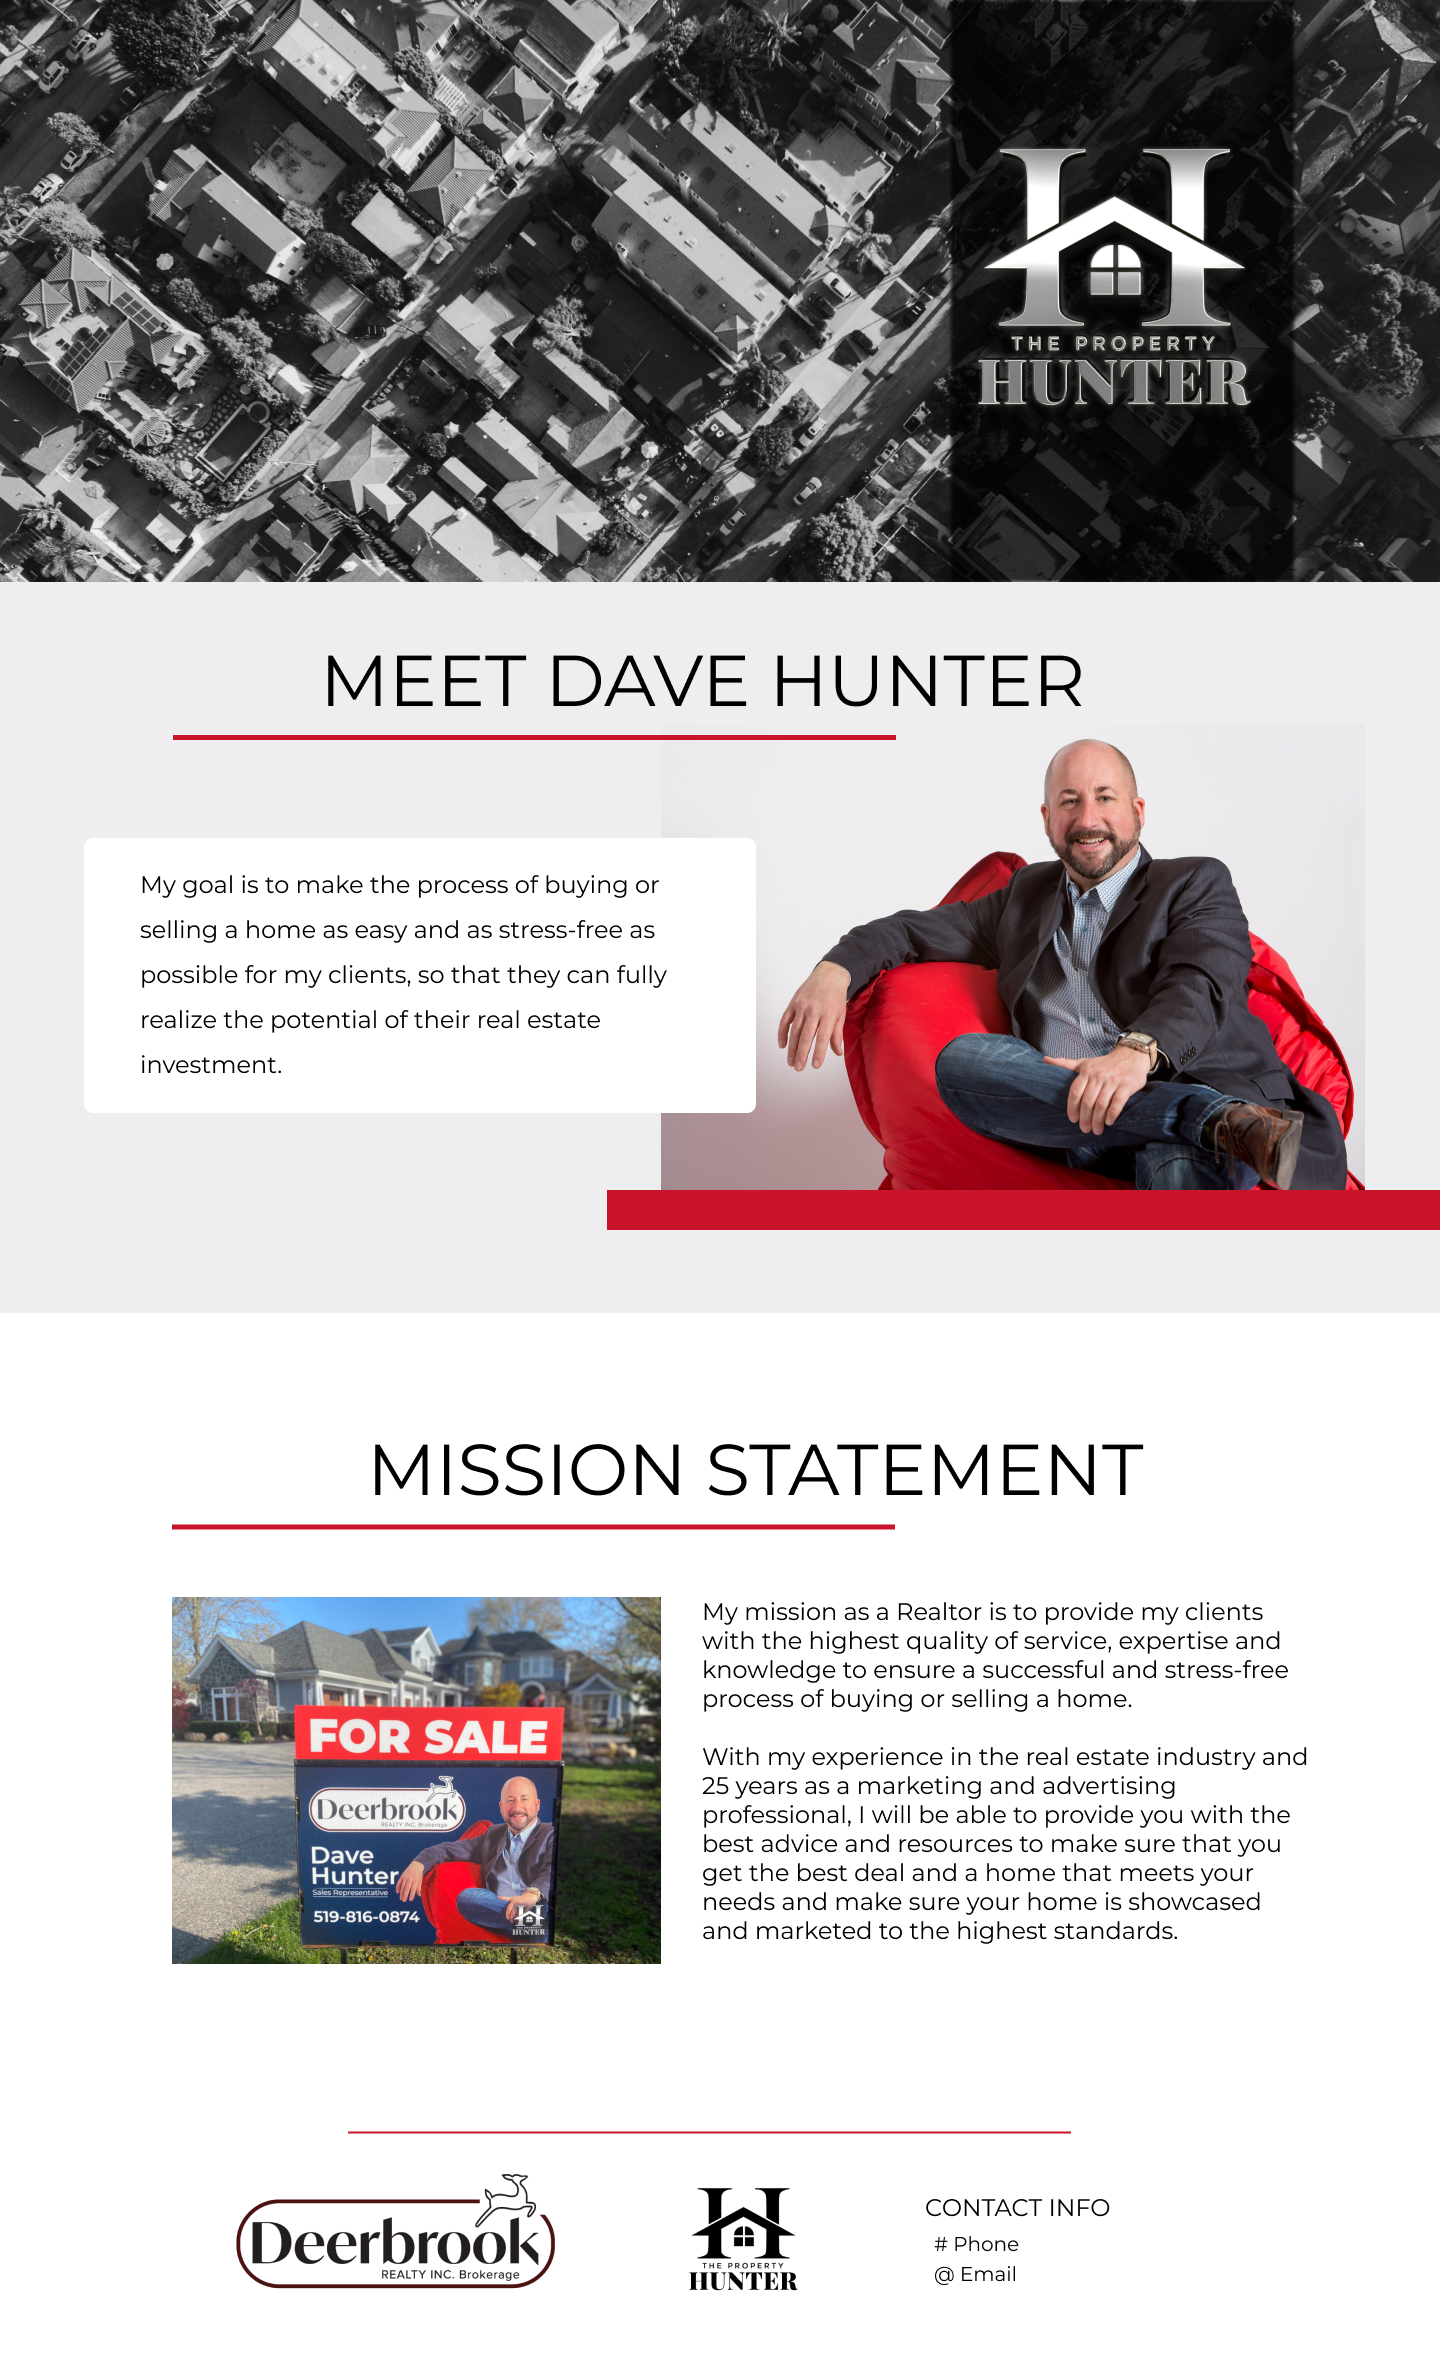 THE PROPERTY
HUNTER
MEET DAVE HUNTER
My goal is to make the process of buying or
selling a home as easy and as stress-free as
possible for my clients, so that they can fully
realize the potential of their real estate
investment.
MISSION STATEMENT
FOR SALE
Deerbrook
REALTY INC. Brokerage
Dave
Hunter
Sales Representative
519-816-0874
HUNTER
My mission as a Realtor is to provide my clients
with the highest quality of service, expertise and
knowledge to ensure a successful and stress-free
process of buying or selling a home.
With my experience in the real estate industry and
25 years as a marketing and advertising
professional, I will be able to provide you with the
best advice and resources to make sure that you
get the best deal and a home that meets your
needs and make sure your home is showcased
and marketed to the highest standards.
Deerbrook
REALTY INC. Brokerage
THE PROPERTY
HUNTER
CONTACT INFO
# Phone
@ Email